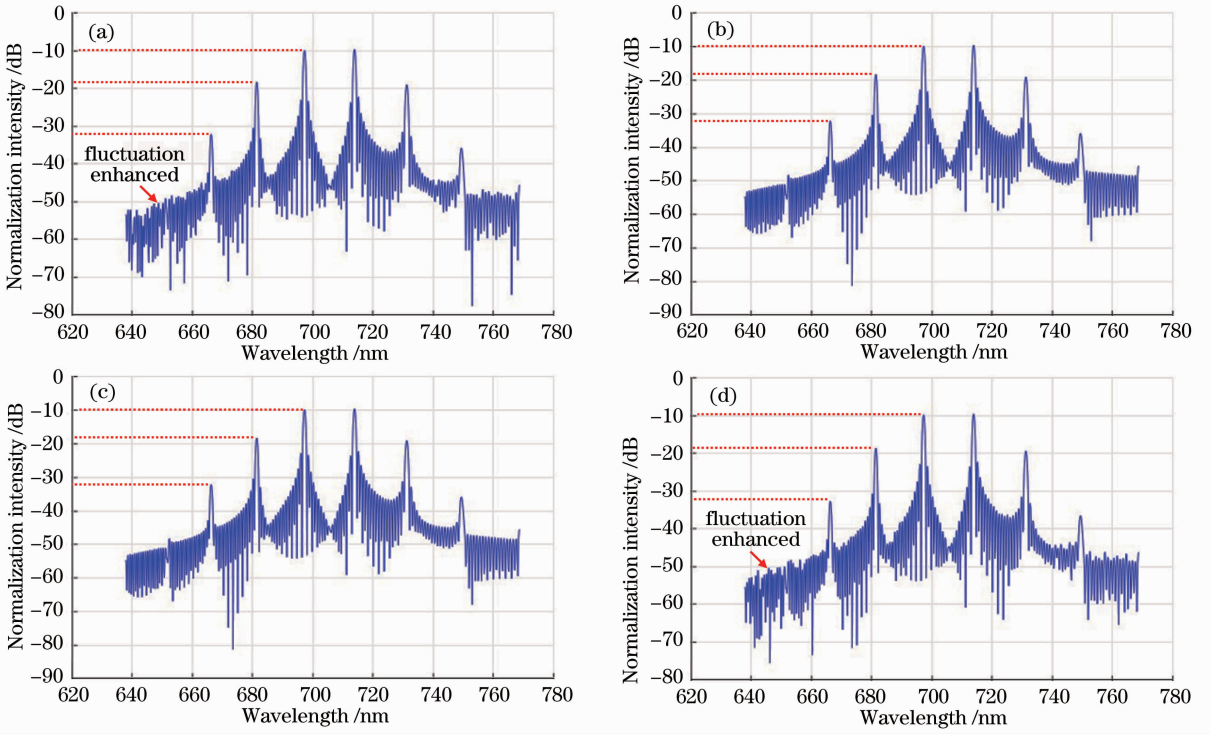 (a)
Normalization intensity /dB
0
–10
–20
–30
–40
–50
–60
–70
–80
fluctuation
enhanced
620 640 660 680 700 720 740 760 780
Wavelength /nm
(b)
Normalization intensity /dB
0
–10
–20
–30
–40
–50
–60
–70
–80
–90
620 640 660 680 700 720 740 760 780
Wavelength /nm
(c)
Normalization intensity /dB
0
–10
–20
–30
–40
–50
–60
–70
–80
–90
620 640 660 680 700 720 740 760 780
Wavelength /nm
(d)
Normalization intensity /dB
0
–10
–20
–30
–40
–50
–60
–70
–80
fluctuation
enhanced
620 640 660 680 700 720 740 760 780
Wavelength /nm